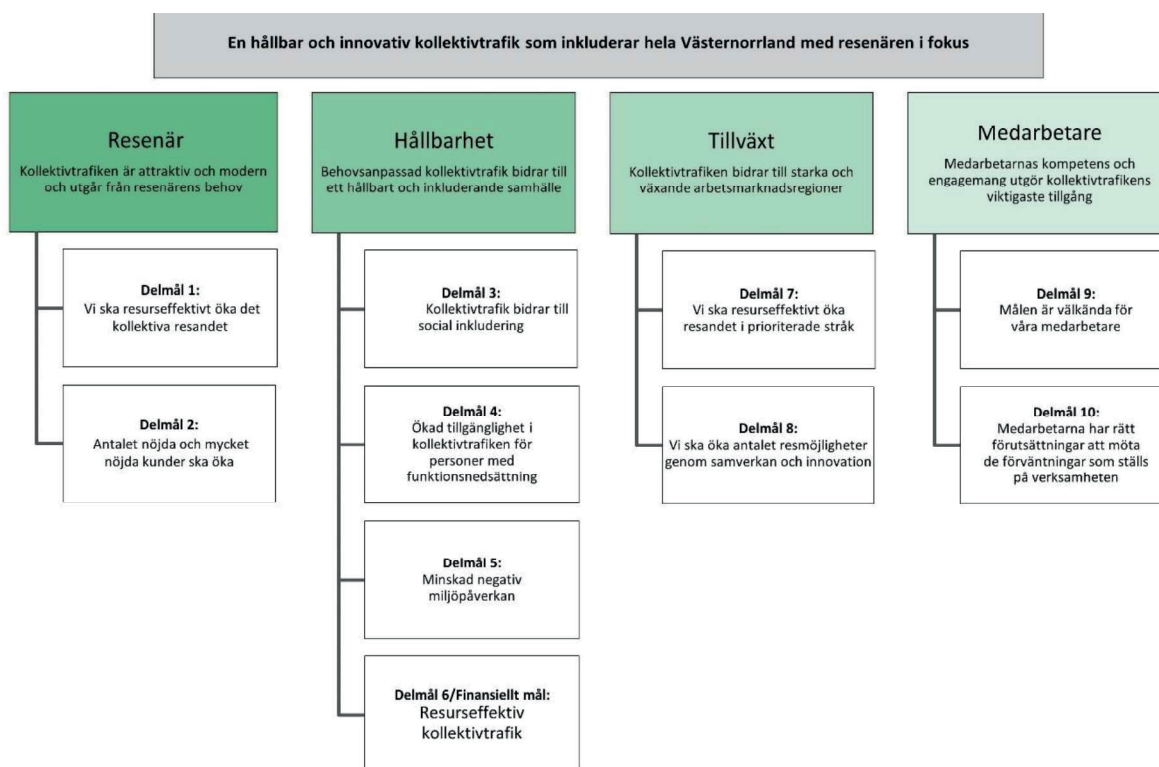 En hållbar och innovativ kollektivtrafik som inkluderar hela Västernorrland med resenären i fokus
Resenär
Kollektivtrafiken är attraktiv och modern
och utgår från resenärens behov
Delmål 1:
Vi ska resurseffektivt öka det
kollektiva resandet
Delmål 2:
Antalet nöjda och mycket
nöjda kunder ska öka
Hållbarhet
Behovsanpassad kollektivtrafik bidrar till
ett hållbart och inkluderande samhälle
Delmål 3:
Kollektivtrafik bidrar till
social inkludering
Delmål 4:
Ökad tillgänglighet i
kollektivtrafiken för
personer med
funktionsnedsättning
Delmål 5:
Minskad negativ
miljöpåverkan
Delmål 6/Finansiellt mål:
Resurseffektiv
kollektivtrafik
Tillväxt
Kollektivtrafiken bidrar till starka och
växande arbetsmarknadsregioner
Delmål 7:
Vi ska resurseffektivt öka
resandet i prioriterade stråk
Delmål 8:
Vi ska öka antalet resmöjligheter
genom samverkan och innovation
Medarbetare
Medarbetarnas kompetens och
engagemang utgör kollektivtrafikens
viktigaste tillgång
Delmål 9:
Målen är välkända för
våra medarbetare
Delmål 10:
Medarbetarna har rätt
förutsättningar att möta
de förväntningar som ställs
på verksamheten